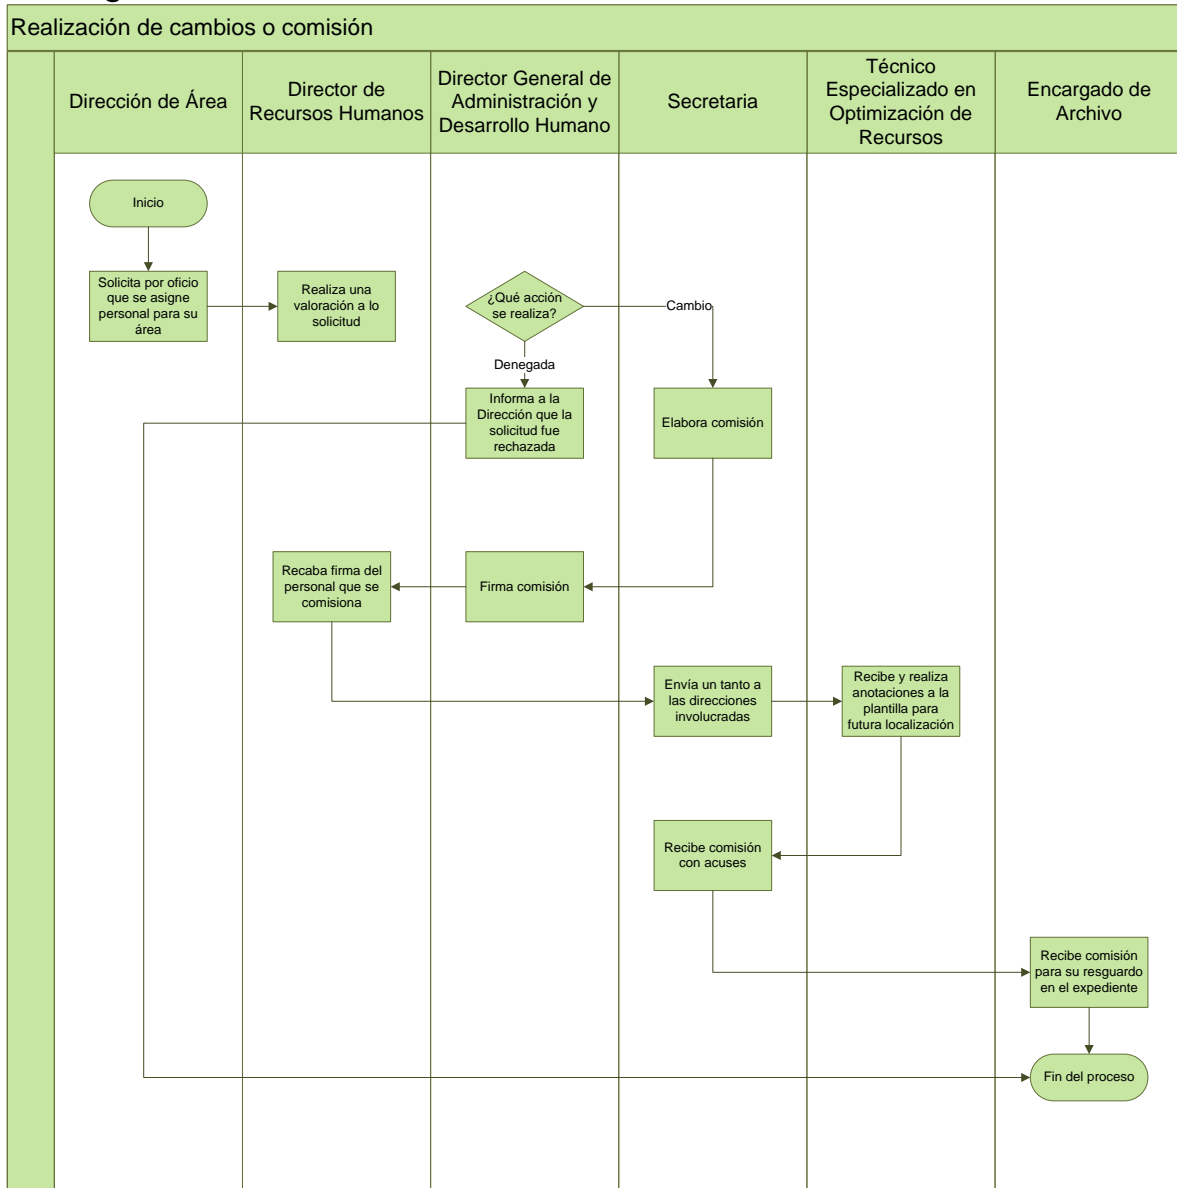 Realización de cambios o comisión
Dirección de Área
Director de
Recursos Humanos
Director General de
Administración y
Desarrollo Humano
Secretaria
Técnico
Especializado en
Optimización de
Recursos
Encargado de
Archivo
Inicio
Solicita por oficio
que se asigne
personal para su
área
Realiza una
valoración a lo
solicitud
¿Qué acción
se realiza?
Cambio
Denegada
Informa a la
Dirección que la
solicitud fue
rechazada
Elabora comisión
Recaba firma del
personal que se
comisiona
Firma comisión
Envía un tanto a
las direcciones
involucradas
Recibe y realiza
anotaciones a la
plantilla para
futura localización
Recibe comisión
con acuses
Recibe comisión
para su resguardo
en el expediente
Fin del proceso